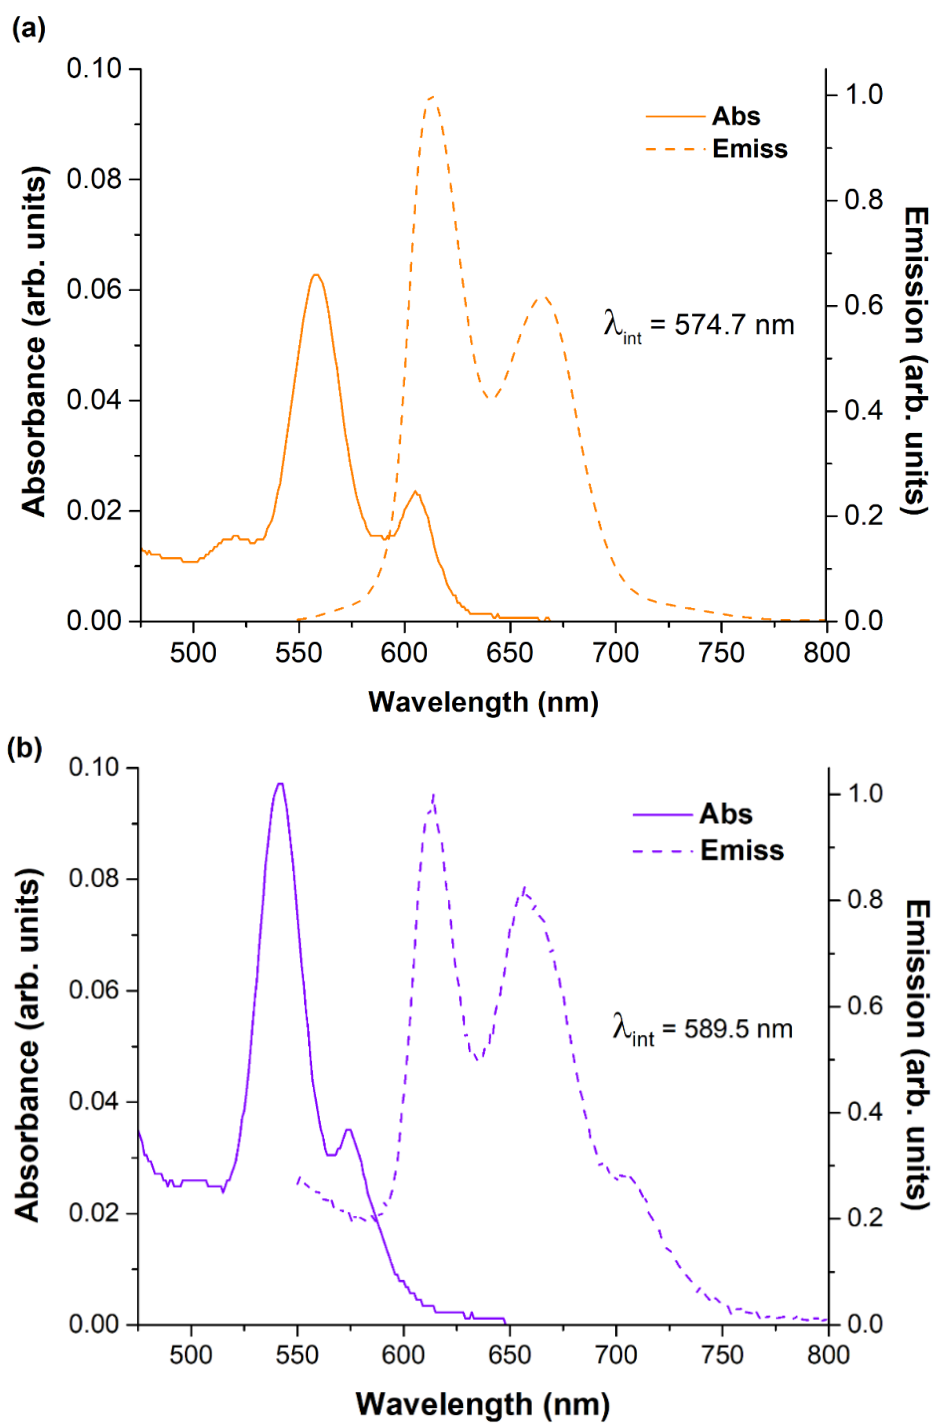 (a)
0.10
0.08
0.06
0.04
0.02
0.00
Absorbance (arb. units)
1.0
0.8
0.6
0.4
0.2
0.0
Emission (arb. units)
Abs
Emiss
λint = 574.7 nm
500 550 600 650 700 750 800
Wavelength (nm)
(b)
0.10
0.08
0.06
0.04
0.02
0.00
Absorbance (arb. units)
1.0
0.8
0.6
0.4
0.2
0.0
Emission (arb. units)
Abs
Emiss
λint = 589.5 nm
500 550 600 650 700 750 800
Wavelength (nm)